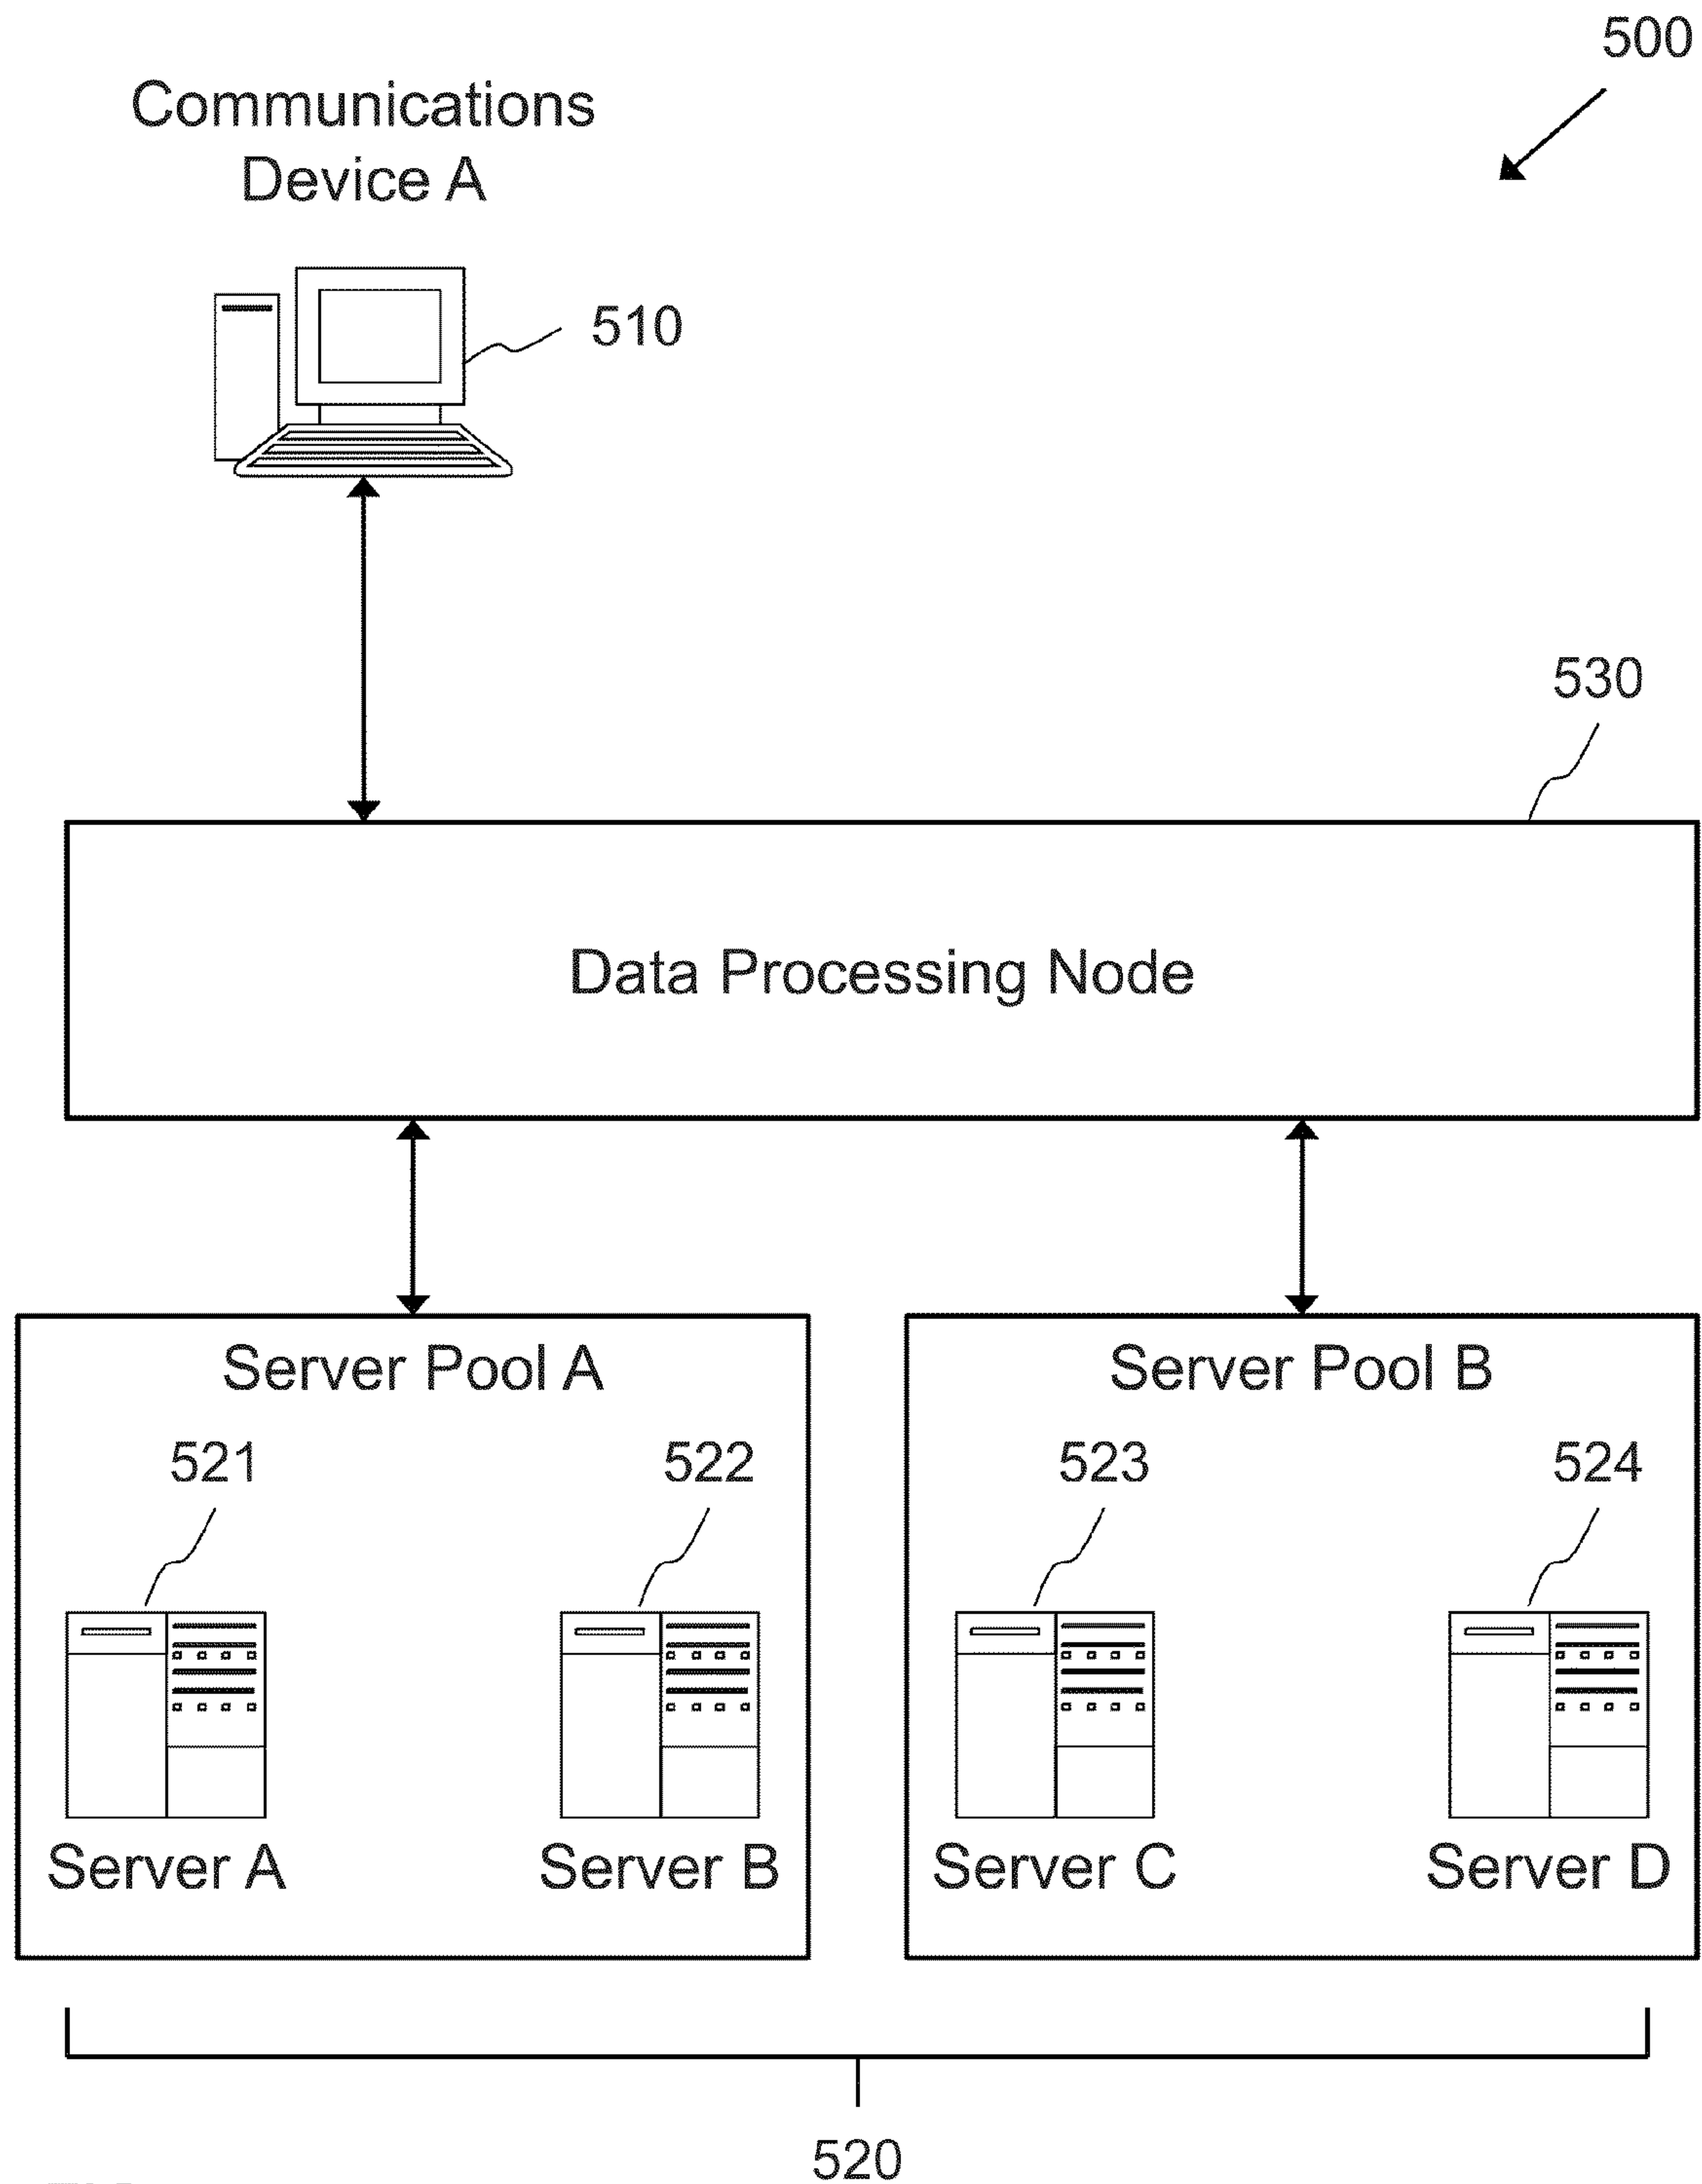 500
Communications
Device A
510
530
Data Processing Node
Server Pool A
Server Pool B
521
522
523
524
Server A
Server B
Server C
Server D
520